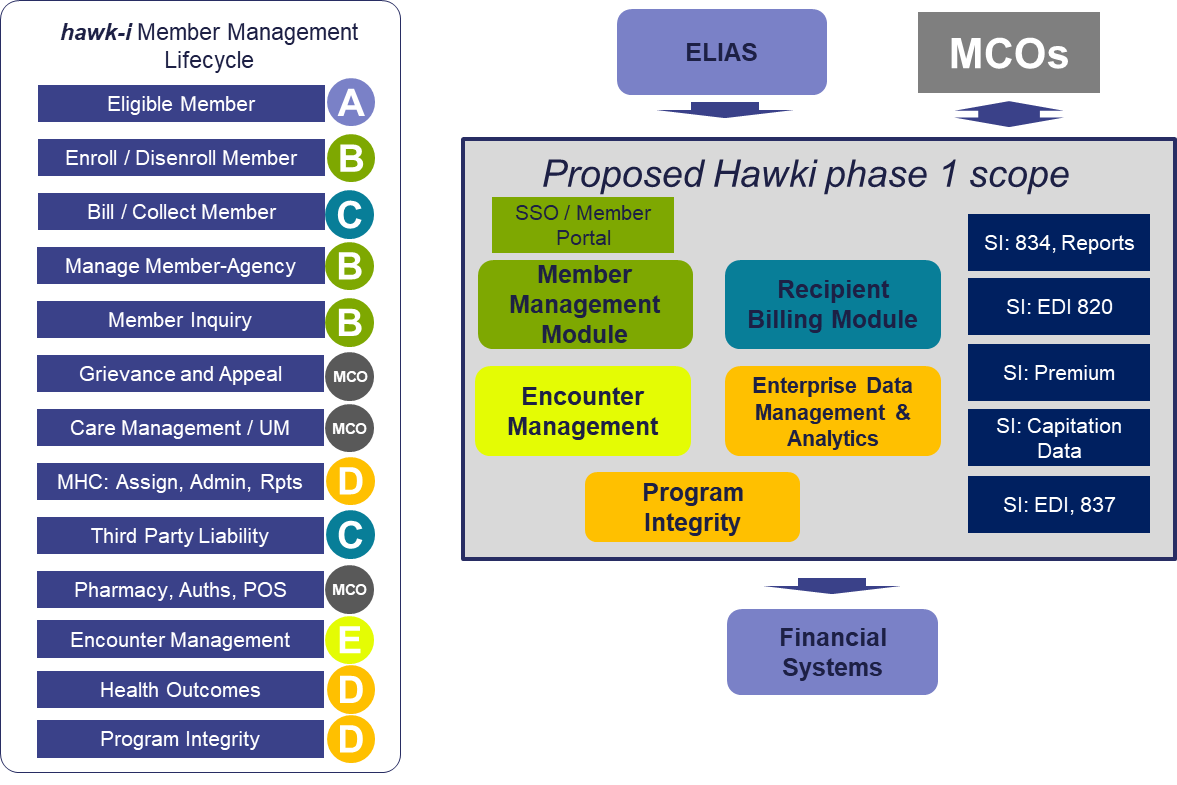 hawk-i Member Management
Lifecycle
Eligible Member
A
Enroll / Disenroll Member
B
Bill / Collect Member
C
Manage Member-Agency
B
Member Inquiry
B
Grievance and Appeal
MCO
Care Management / UM
MCO
MHC: Assign, Admin, Rpts
D
Third Party Liability
C
Pharmacy, Auths, POS
MCO
Encounter Management
E
Health Outcomes
D
Program Integrity
D
ELIAS
MCOs
Proposed Hawki phase 1 scope
SSO / Member
Portal
Member
Management
Module
Recipient
Billing Module
Encounter
Management
Enterprise Data
Management &
Analytics
Program
Integrity
SI: 834, Reports
SI: EDI 820
SI: Premium
SI: Capitation
Data
SI: EDI, 837
Financial
Systems